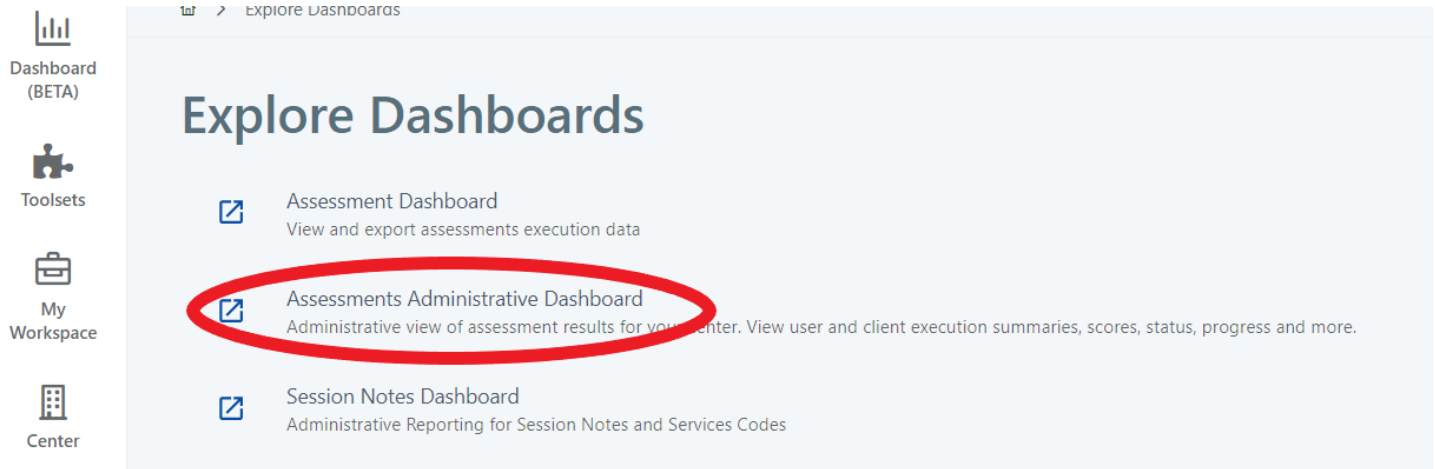 > Explore Dashboards
Dashboard
(BETA)
Toolsets
My
Workspace
Center
Explore Dashboards
Assessment Dashboard
View and export assessments execution data
Assessments Administrative Dashboard
Administrative view of assessment results for your center. View user and client execution summaries, scores, status, progress and more.
Session Notes Dashboard
Administrative Reporting for Session Notes and Services Codes